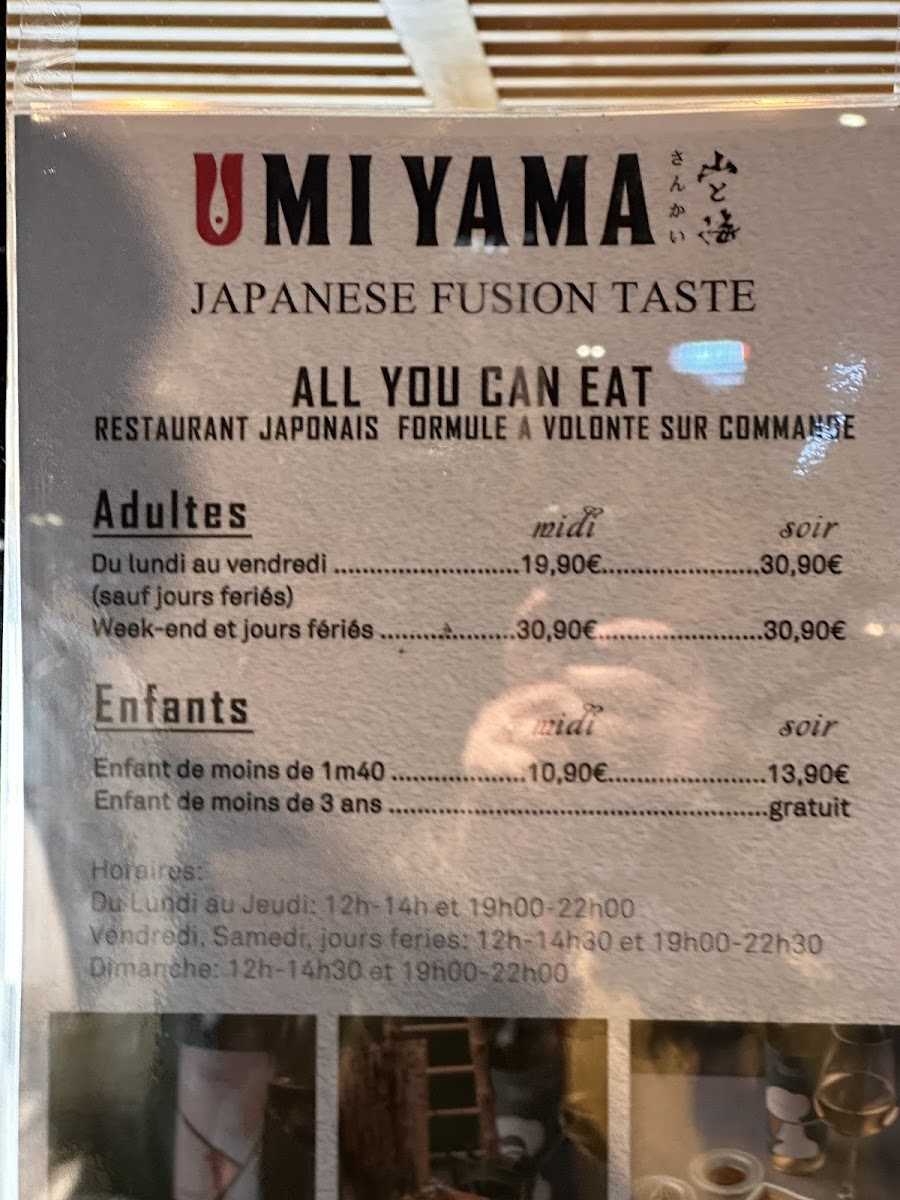 UMI YAMA さんかい 山と海
JAPANESE FUSION TASTE
ALL YOU CAN EAT
RESTAURANT JAPONAIS FORMULE A VOLONTE SUR COMMANDE
Adultes midi soir
Du lundi au vendredi ............................19,90€........................30,90€
(sauf jours feriés)
Week-end et jours fériés ....................30,90€.........................30,90€
Enfants midi soir
Enfant de moins de 1m40 ....................10,90€........................13,90€
Enfant de moins de 3 ans .........................................................gratuit
Horaires:
Du Lundi au Jeudi: 12h-14h et 19h00-22h00
Vendredi, Samedi, jours feries: 12h-14h30 et 19h00-22h30
Dimanche: 12h-14h30 et 19h00-22h00